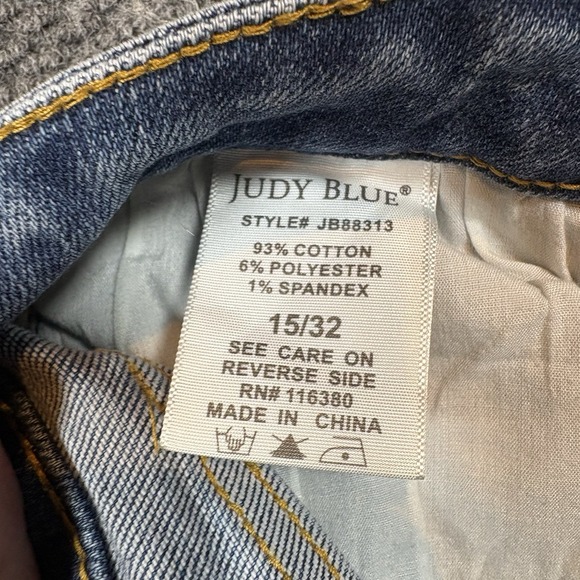 JUDY BLUE®
STYLE# JB88313
93% COTTON
6% POLYESTER
1% SPANDEX
15/32
SEE CARE ON
REVERSE SIDE
RN# 116380
MADE IN CHINA